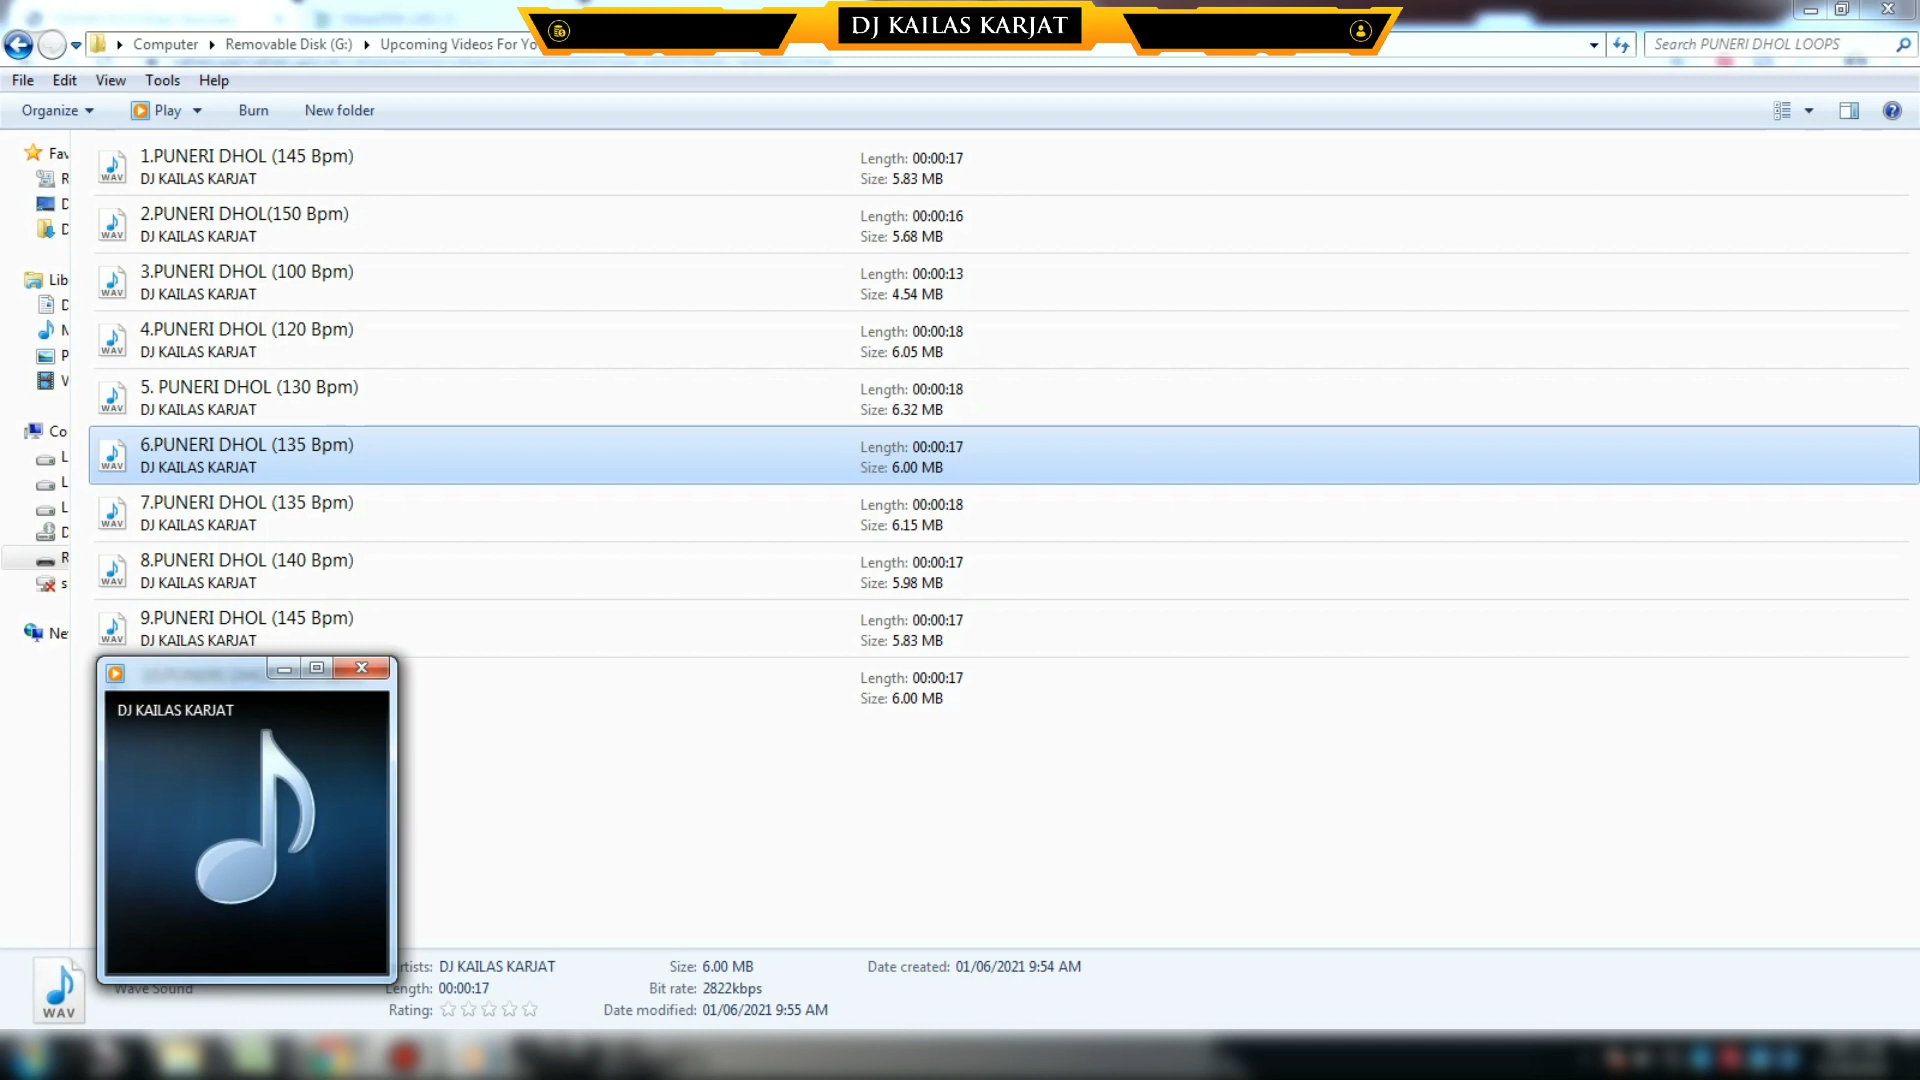 DJ KAILAS KARJAT
Computer
Removable Disk (G:)
Upcoming Videos For Yo
Search PUNERI DHOL LOOPS
File Edit View Tools Help
Organize Play Burn New folder
1.PUNERI DHOL (145 Bpm)
DJ KAILAS KARJAT
Length: 00:00:17
Size: 5.83 MB
2.PUNERI DHOL(150 Bpm)
DJ KAILAS KARJAT
Length: 00:00:16
Size: 5.68 MB
3.PUNERI DHOL (100 Bpm)
DJ KAILAS KARJAT
Length: 00:00:13
Size: 4.54 MB
4.PUNERI DHOL (120 Bpm)
DJ KAILAS KARJAT
Length: 00:00:18
Size: 6.05 MB
5. PUNERI DHOL (130 Bpm)
DJ KAILAS KARJAT
Length: 00:00:18
Size: 6.32 MB
6.PUNERI DHOL (135 Bpm)
DJ KAILAS KARJAT
Length: 00:00:17
Size: 6.00 MB
7.PUNERI DHOL (135 Bpm)
DJ KAILAS KARJAT
Length: 00:00:18
Size: 6.15 MB
8.PUNERI DHOL (140 Bpm)
DJ KAILAS KARJAT
Length: 00:00:17
Size: 5.98 MB
9.PUNERI DHOL (145 Bpm)
DJ KAILAS KARJAT
Length: 00:00:17
Size: 5.83 MB
Length: 00:00:17
Size: 6.00 MB
Fav
R
D
D
Lib
D
M
P
V
Co
L
L
L
D
R
s
Ne
DJ KAILAS KARJAT
WAV
Wave Sound
rtists: DJ KAILAS KARJAT
Length: 00:00:17
Rating:
Size: 6.00 MB
Bit rate: 2822kbps
Date modified: 01/06/2021 9:55 AM
Date created: 01/06/2021 9:54 AM